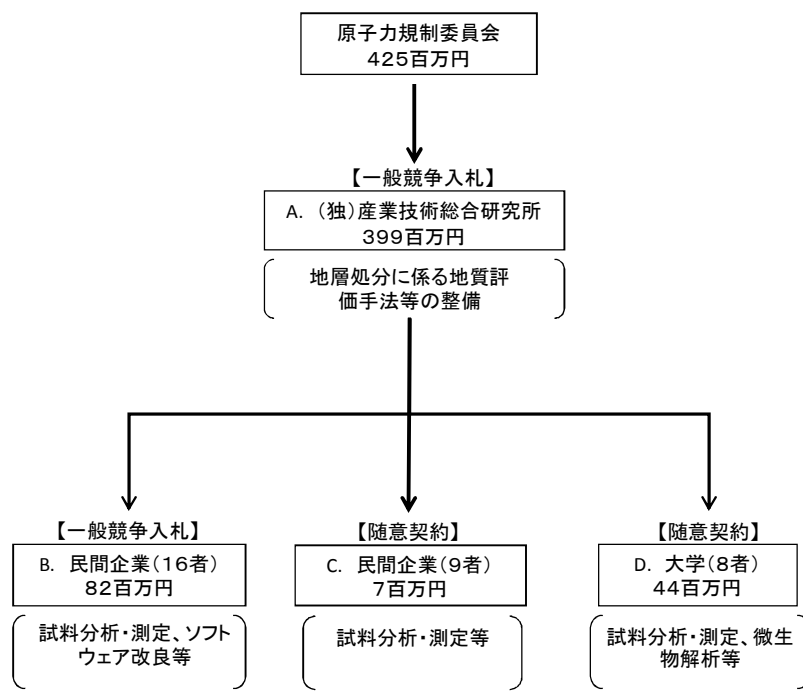 原子力規制委員会
425百万円
【一般競争入札】
A. (独)産業技術総合研究所
399百万円
地層処分に係る地質評
価手法等の整備
【一般競争入札】
B. 民間企業(16者)
82百万円
試料分析・測定、ソフト
ウェア改良等
【随意契約】
C. 民間企業(9者)
7百万円
試料分析・測定等
【随意契約】
D. 大学(8者)
44百万円
試料分析・測定、微生
物解析等